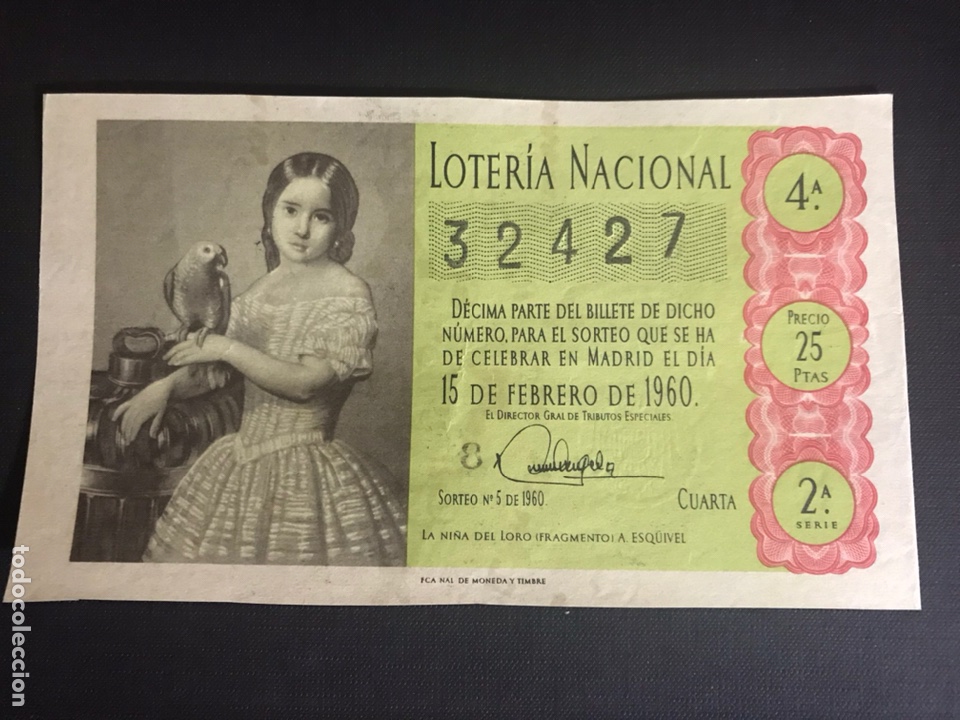 LOTERÍA NACIONAL
32427
DÉCIMA PARTE DEL BILLETE DE DICHO
NÚMERO, PARA EL SORTEO QUE SE HA
DE CELEBRAR EN MADRID EL DÍA
15 DE FEBRERO DE 1960.
EL DIRECTOR GRAL DE TRIBUTOS ESPECIALES
8
SORTEO Nº 5 DE 1960.
CUARTA
LA NIÑA DEL LORO (FRAGMENTO) A. ESQÜIVEL
4.ª
PRECIO
25
PTAS
2.ª
SERIE
FCA NAL DE MONEDA Y TIMBRE
todocoleccion